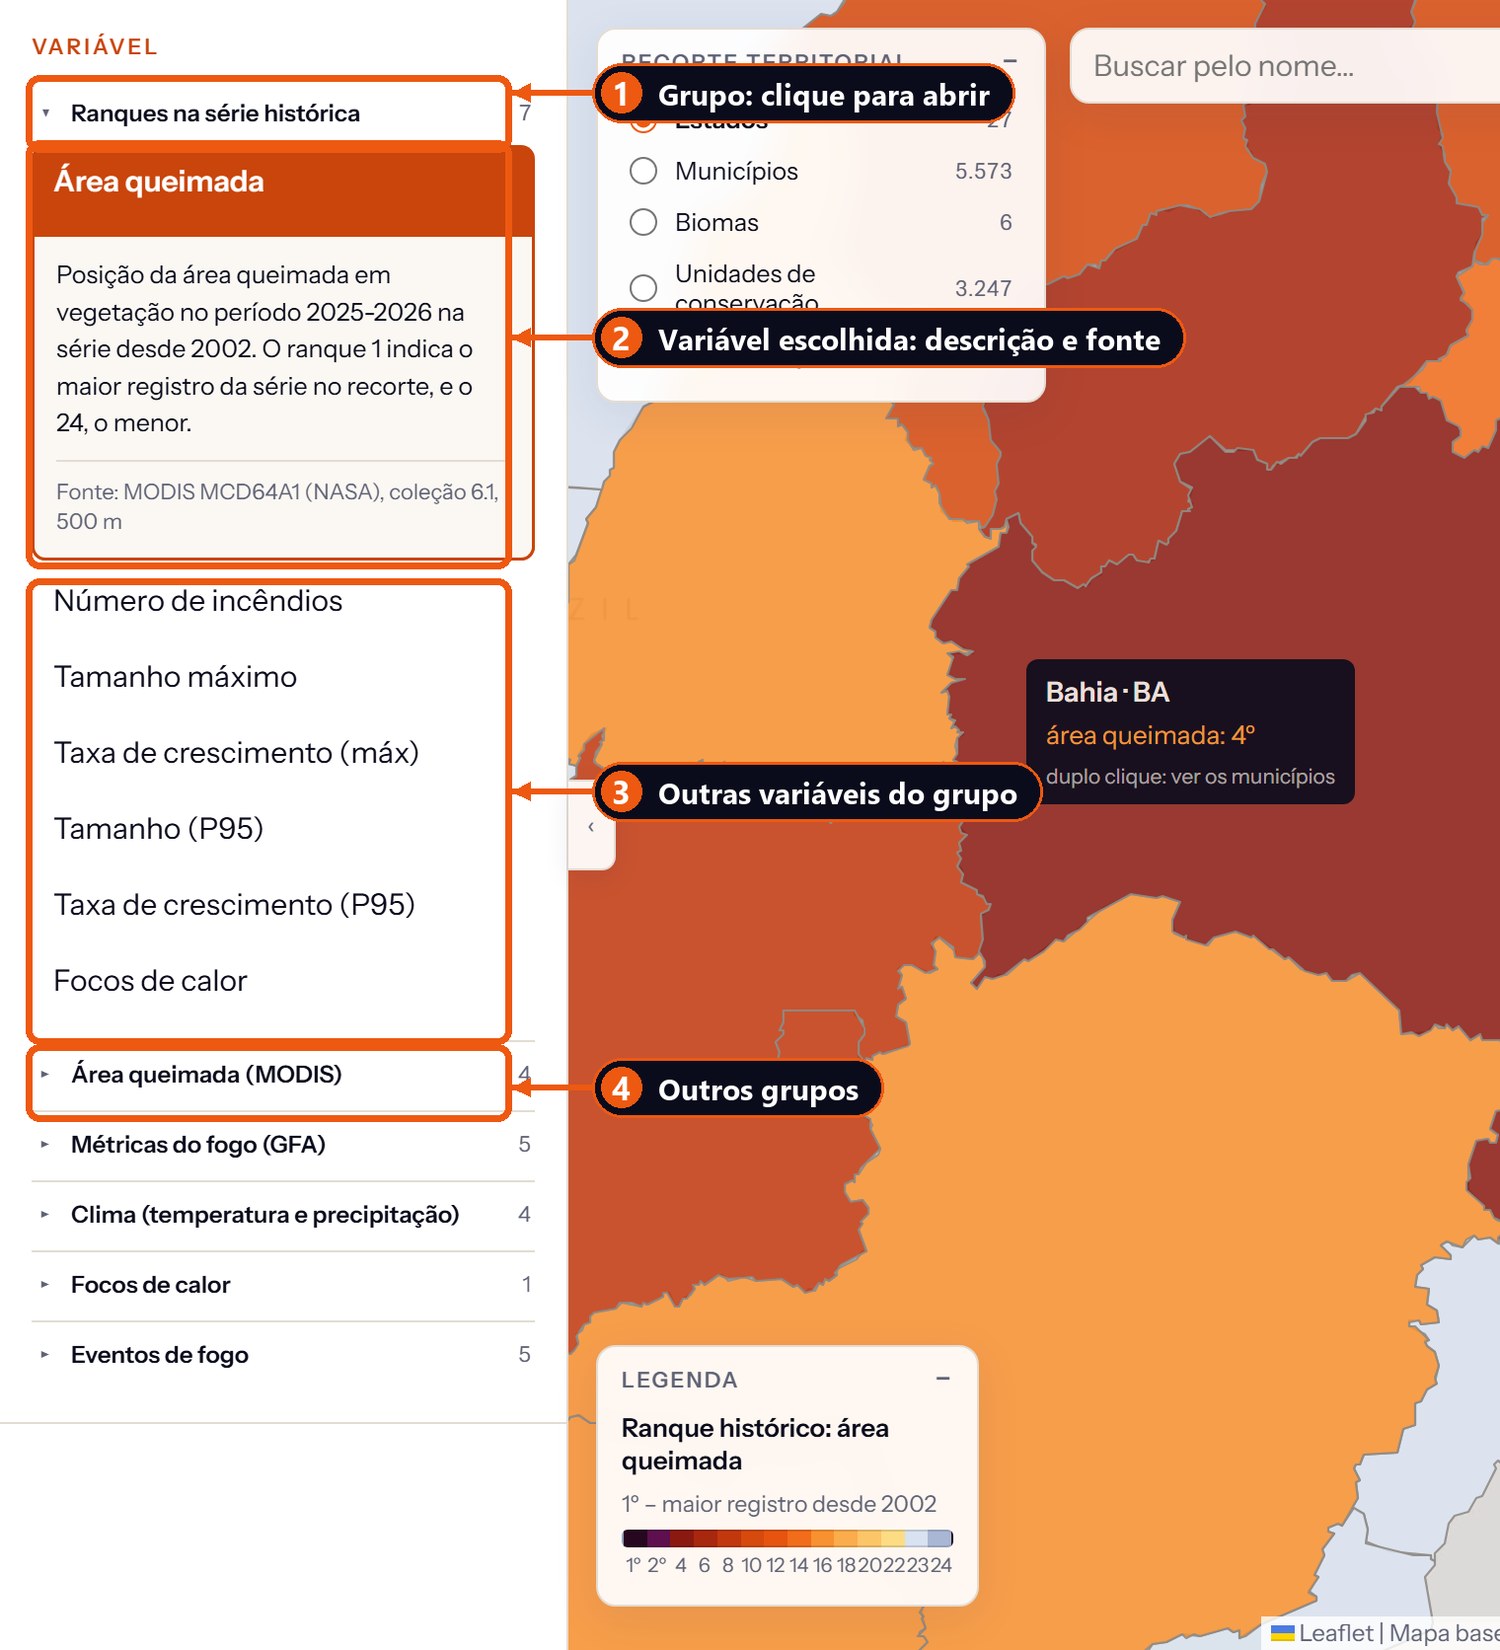 VARIÁVEL
Ranques na série histórica 7
Área queimada
Posição da área queimada em
vegetação no período 2025-2026 na
série desde 2002. O ranque 1 indica o
maior registro da série no recorte, e o
24, o menor.
Fonte: MODIS MCD64A1 (NASA), coleção 6.1,
500 m
Número de incêndios
Tamanho máximo
Taxa de crescimento (máx)
Tamanho (P95)
Taxa de crescimento (P95)
Focos de calor
Área queimada (MODIS) 4
Métricas do fogo (GFA) 5
Clima (temperatura e precipitação) 4
Focos de calor 1
Eventos de fogo 5
RECORTE TERRITORIAL −
1 Grupo: clique para abrir
Estados 27
Municípios 5.573
Biomas 6
Unidades de 3.247
conservação
2 Variável escolhida: descrição e fonte
Buscar pelo nome...
Z I L
Bahia · BA
área queimada: 4º
duplo clique: ver os municípios
3 Outras variáveis do grupo
‹
4 Outros grupos
LEGENDA −
Ranque histórico: área
queimada
1º – maior registro desde 2002
1º 2º 4 6 8 10 12 14 16 18 20 22 23 24
Leaflet | Mapa base